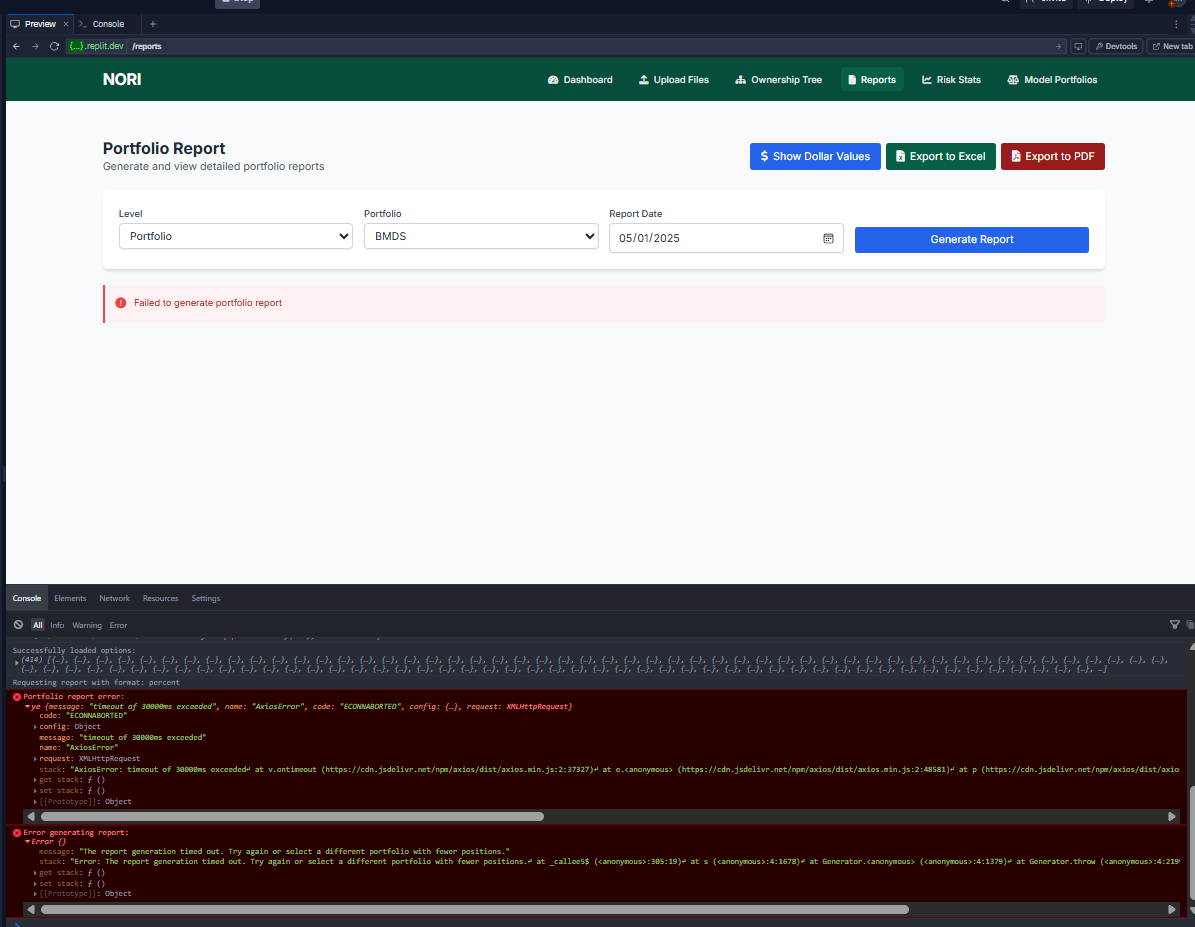 Preview × Console +
{...}.replit.dev /reports Devtools New tab
NORI Dashboard Upload Files Ownership Tree Reports Risk Stats Model Portfolios
Portfolio Report
Generate and view detailed portfolio reports
$ Show Dollar Values Export to Excel Export to PDF
Level Portfolio Report Date
Portfolio BMDS 05/01/2025 Generate Report
Failed to generate portfolio report
Console Elements Network Resources Settings
All Info Warning Error
Successfully loaded options:
Requesting report with format: percent
Portfolio report error:
ye {message: "timeout of 30000ms exceeded", name: "AxiosError", code: "ECONNABORTED", config: {…}, request: XMLHttpRequest}
code: "ECONNABORTED"
config: Object
message: "timeout of 30000ms exceeded"
name: "AxiosError"
request: XMLHttpRequest
stack: "AxiosError: timeout of 30000ms exceeded↵ at v.ontimeout (https://cdn.jsdelivr.net/npm/axios/dist/axios.min.js:2:37327)↵ at e.<anonymous> (https://cdn.jsdelivr.net/npm/axios/dist/axios.min.js:2:48581)↵ at p (https://cdn.jsdelivr.net/npm/axios/dist/axio
get stack: ƒ ()
set stack: ƒ ()
[[Prototype]]: Object
Error generating report:
Error {}
message: "The report generation timed out. Try again or select a different portfolio with fewer positions."
stack: "Error: The report generation timed out. Try again or select a different portfolio with fewer positions.↵ at _callee5$ (<anonymous>:305:19)↵ at s (<anonymous>:4:1678)↵ at Generator.<anonymous> (<anonymous>:4:1379)↵ at Generator.throw (<anonymous>:4:219
get stack: ƒ ()
set stack: ƒ ()
[[Prototype]]: Object